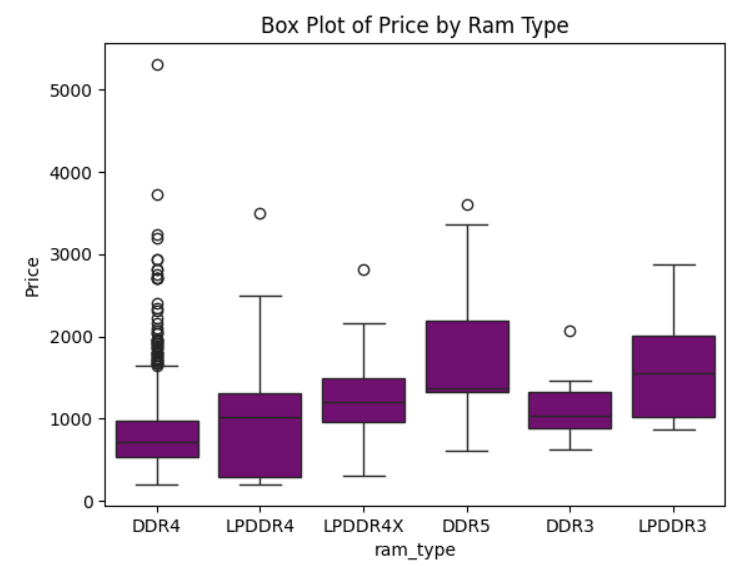 Box Plot of Price by Ram Type
5000
4000
3000
2000
1000
0
Price
DDR4 LPDDR4 LPDDR4X DDR5 DDR3 LPDDR3
ram_type